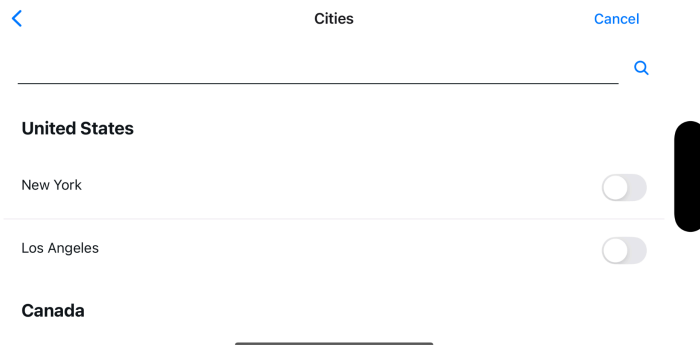 Cities
Cancel
United States
New York
Los Angeles
Canada